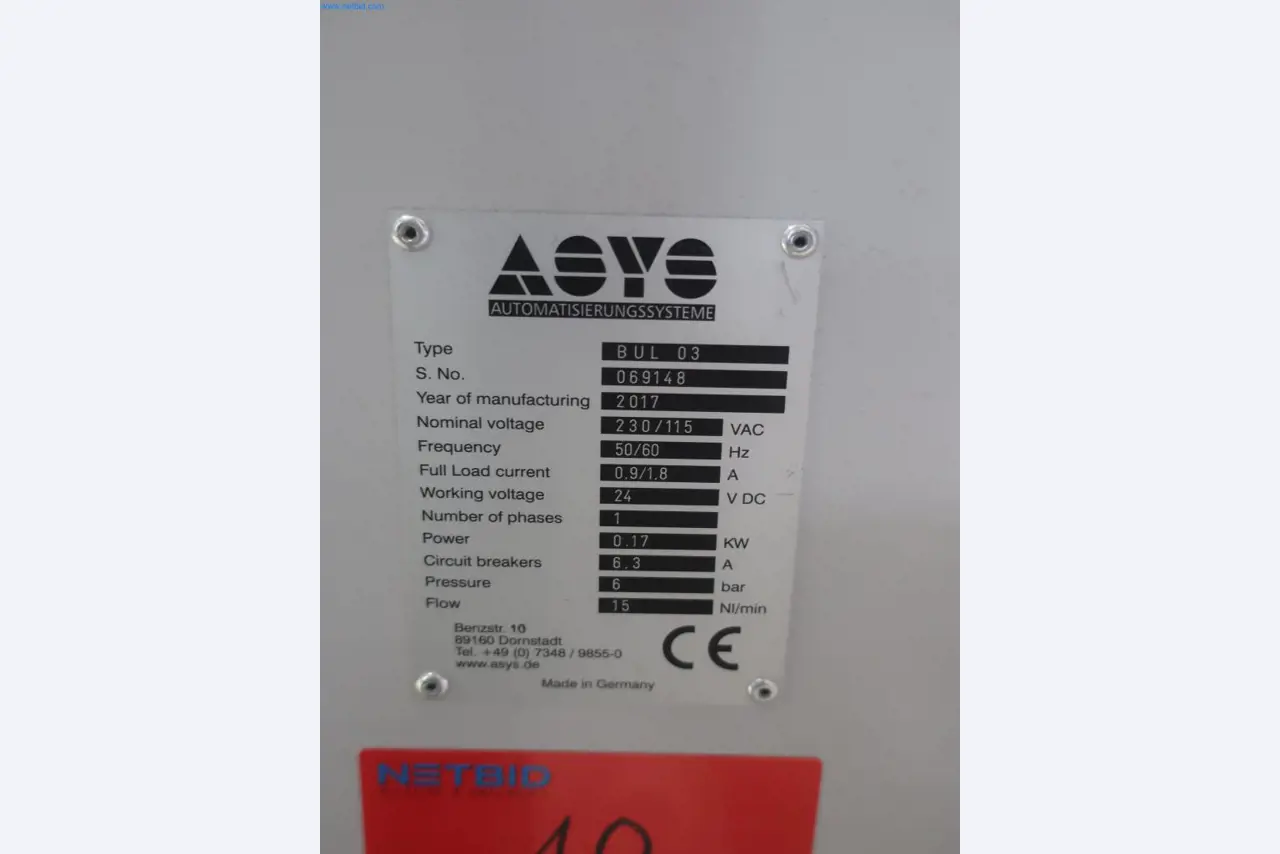 www.netbid.com
ASYS
AUTOMATISIERUNGSSYSTEME
Type BUL 03
S. No. 069148
Year of manufacturing 2017
Nominal voltage 230/115 VAC
Frequency 50/60 Hz
Full Load current 0.9/1.8 A
Working voltage 24 V DC
Number of phases 1
Power 0.17 KW
Circuit breakers 6.3 A
Pressure 6 bar
Flow 15 Nl/min
Benzstr. 10
89160 Dornstadt
Tel. +49 (0) 7348 / 9855-0
www.asys.de
CE
Made in Germany
NETBID